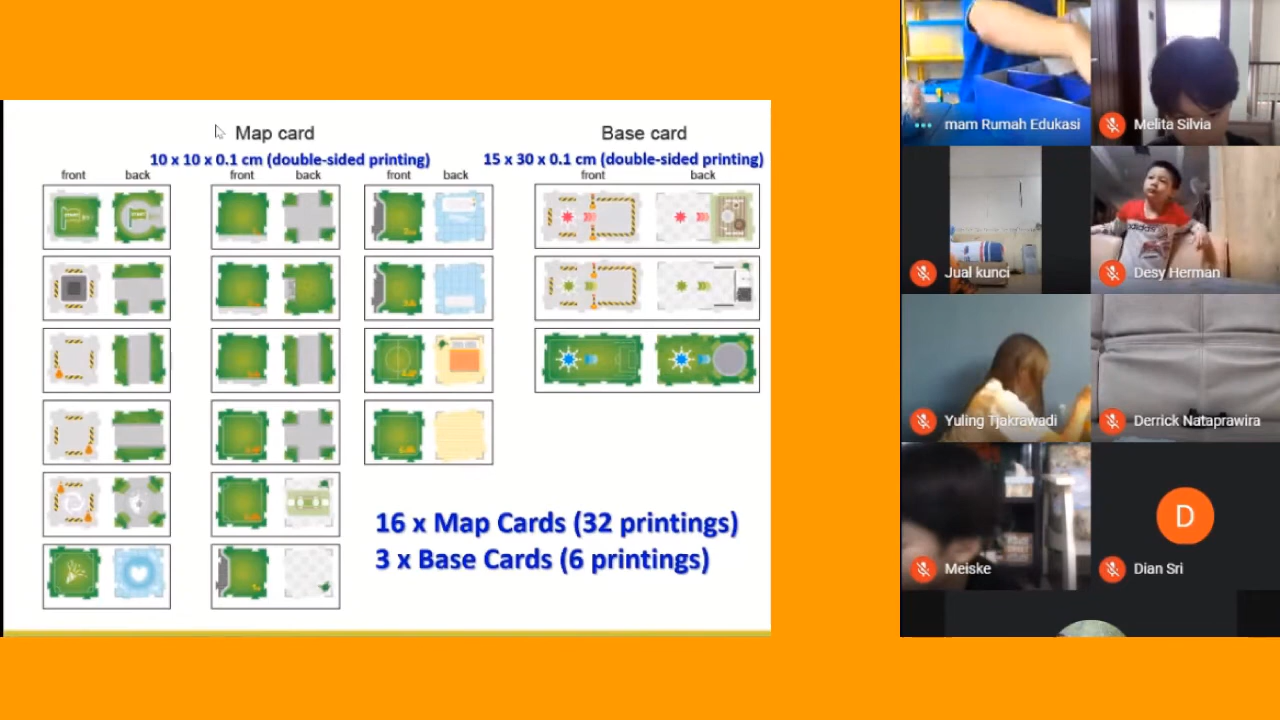 Map card
10 x 10 x 0.1 cm (double-sided printing)
front back
front back
front back
Base card
15 x 30 x 0.1 cm (double-sided printing)
front back
16 x Map Cards (32 printings)
3 x Base Cards (6 printings)
mam Rumah Edukasi
Melita Silvia
Jual kunci
Desy Herman
Yuling Tjakrawadi
Derrick Nataprawira
Meiske
D
Dian Sri